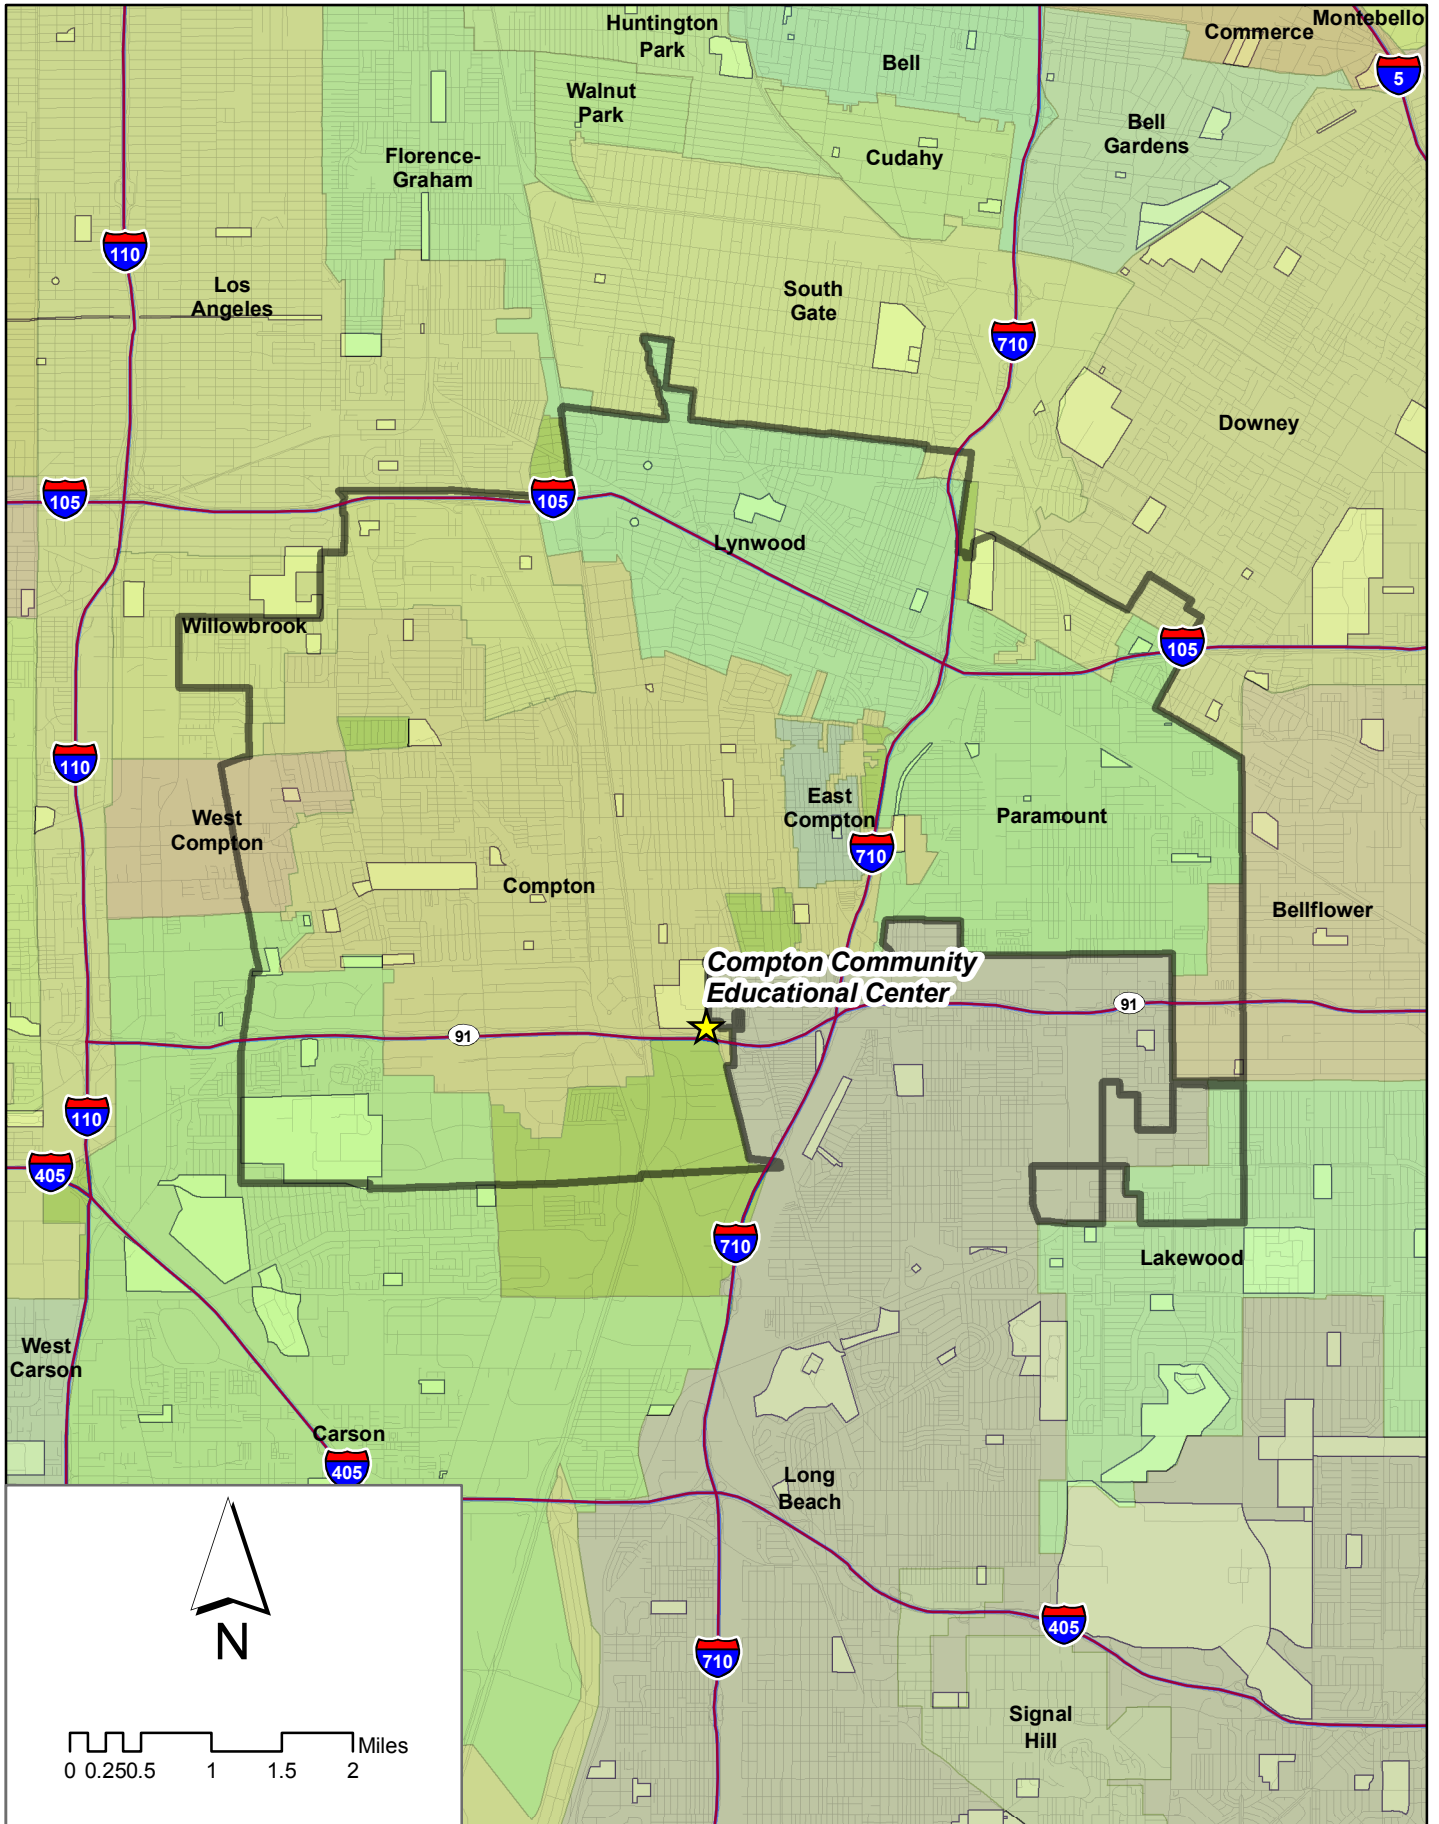 Huntington
Park
Commerce
Montebello
Bell
5
Walnut
Park
Bell
Gardens
Florence-
Graham
Cudahy
110
Los
Angeles
South
Gate
710
Downey
105
105
Lynwood
Willowbrook
105
110
West
Compton
East
Compton
Paramount
710
Compton
Bellflower
Compton Community
Educational Center
91
91
110
405
710
Lakewood
West
Carson
Carson
405
Long
Beach
405
N
710
Signal
Hill
Miles
0 0.25 0.5 1 1.5 2